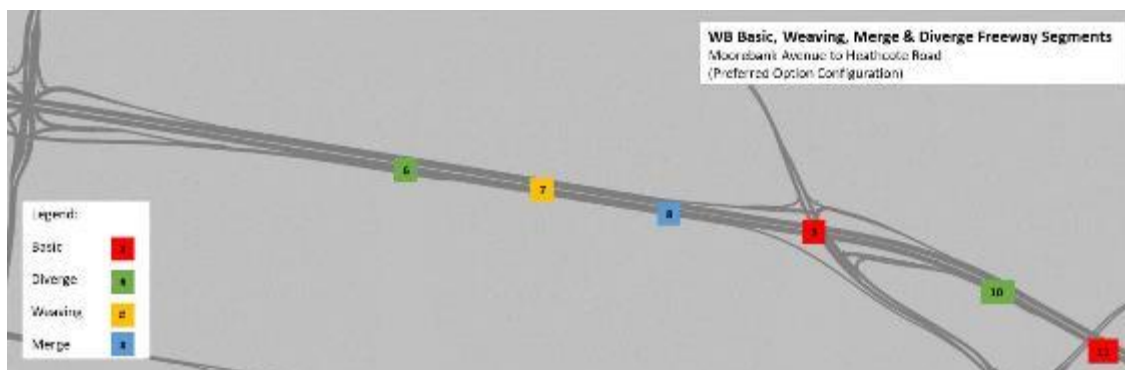 WB Basic, Weaving, Merge & Diverge Freeway Segments
Moorebank Avenue to Heathcote Road
(Preferred Option Configuration)
6
7
8
10
11
Legend:
Basic
Diverge
Weaving
Merge